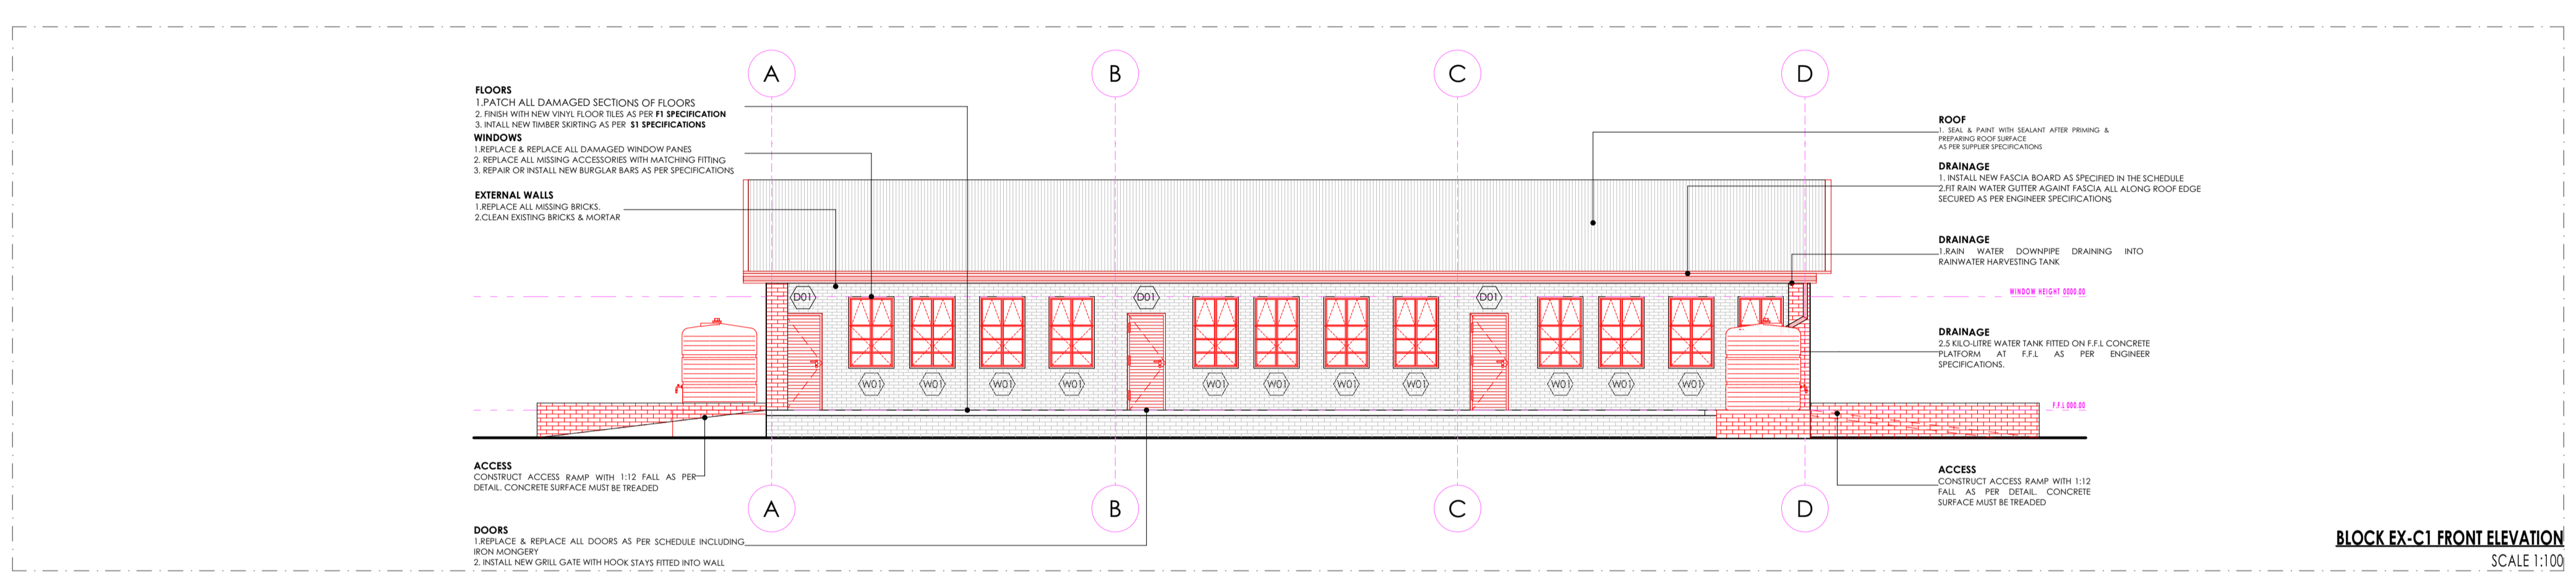 A
B
C
D
FLOORS
1.PATCH ALL DAMAGED SECTIONS OF FLOORS
2. FINISH WITH NEW VINYL FLOOR TILES AS PER F1 SPECIFICATION
3. INTALL NEW TIMBER SKIRTING AS PER S1 SPECIFICATIONS
WINDOWS
1.REPLACE & REPLACE ALL DAMAGED WINDOW PANES
2. REPLACE ALL MISSING ACCESSORIES WITH MATCHING FITTING
3. REPAIR OR INSTALL NEW BURGLAR BARS AS PER SPECIFICATIONS
EXTERNAL WALLS
1.REPLACE ALL MISSING BRICKS.
2.CLEAN EXISTING BRICKS & MORTAR
ROOF
1. SEAL & PAINT WITH SEALANT AFTER PRIMING &
PREPARING ROOF SURFACE
AS PER SUPPLIER SPECIFICATIONS
DRAINAGE
1. INSTALL NEW FASCIA BOARD AS SPECIFIED IN THE SCHEDULE
2.FIT RAIN WATER GUTTER AGAINT FASCIA ALL ALONG ROOF EDGE
SECURED AS PER ENGINEER SPECIFICATIONS
DRAINAGE
1.RAIN WATER DOWNPIPE DRAINING INTO
RAINWATER HARVESTING TANK
WINDOW HEIGHT 0000.00
D01
D01
D01
DRAINAGE
2.5 KILO-LITRE WATER TANK FITTED ON F.F.L CONCRETE
PLATFORM AT F.F.L AS PER ENGINEER
SPECIFICATIONS.
W01
W01
W01
W01
W01
W01
W01
W01
W01
W01
W01
F.F.L 000.00
ACCESS
CONSTRUCT ACCESS RAMP WITH 1:12 FALL AS PER
DETAIL. CONCRETE SURFACE MUST BE TREADED
ACCESS
CONSTRUCT ACCESS RAMP WITH 1:12
FALL AS PER DETAIL. CONCRETE
SURFACE MUST BE TREADED
A
B
C
D
DOORS
1.REPLACE & REPLACE ALL DOORS AS PER SCHEDULE INCLUDING
IRON MONGERY
2. INSTALL NEW GRILL GATE WITH HOOK STAYS FITTED INTO WALL
BLOCK EX-C1 FRONT ELEVATION
SCALE 1:100